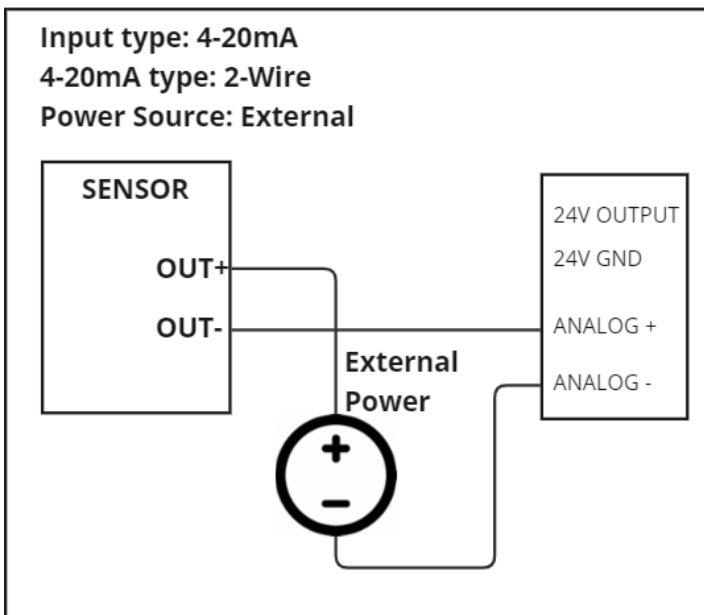 Input type: 4-20mA
4-20mA type: 2-Wire
Power Source: External
SENSOR
OUT+
OUT-
24V OUTPUT
24V GND
ANALOG +
ANALOG -
External
Power
+
-